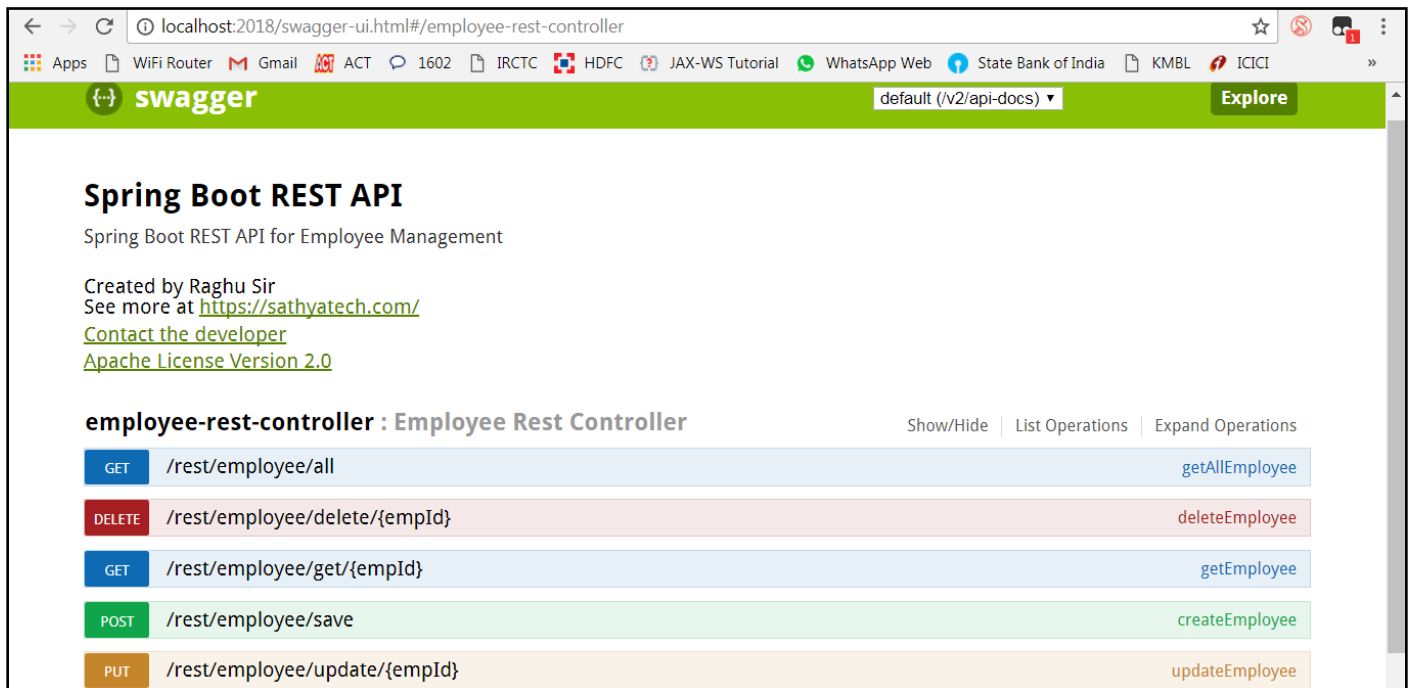 localhost:2018/swagger-ui.html#/employee-rest-controller
Apps WiFi Router Gmail ACT 1602 IRCTC HDFC JAX-WS Tutorial WhatsApp Web State Bank of India KMBL ICICI »
{··} swagger default (/v2/api-docs) ▾ Explore
Spring Boot REST API
Spring Boot REST API for Employee Management
Created by Raghu Sir
See more at https://sathyatech.com/
Contact the developer
Apache License Version 2.0
employee-rest-controller : Employee Rest Controller Show/Hide List Operations Expand Operations
GET /rest/employee/all getAllEmployee
DELETE /rest/employee/delete/{empId} deleteEmployee
GET /rest/employee/get/{empId} getEmployee
POST /rest/employee/save createEmployee
PUT /rest/employee/update/{empId} updateEmployee